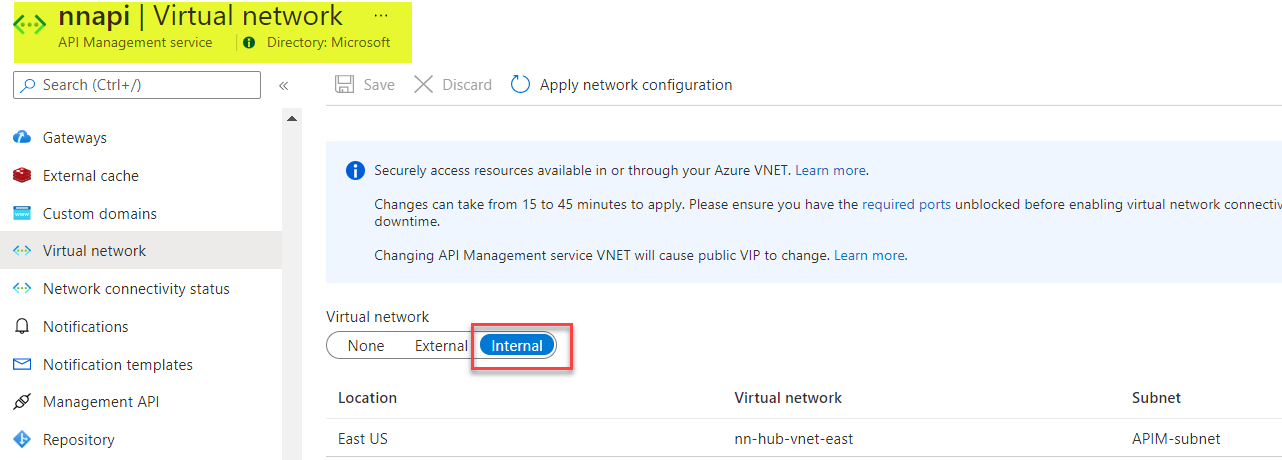 nnapi | Virtual network ...
API Management service Directory: Microsoft
Search (Ctrl+/) «
Gateways
External cache
Custom domains
Virtual network
Network connectivity status
Notifications
Notification templates
Management API
Repository
Save Discard Apply network configuration
Securely access resources available in or through your Azure VNET. Learn more.
Changes can take from 15 to 45 minutes to apply. Please ensure you have the required ports unblocked before enabling virtual network connectiv
downtime.
Changing API Management service VNET will cause public VIP to change. Learn more.
Virtual network
None External Internal
Location Virtual network Subnet
East US nn-hub-vnet-east APIM-subnet